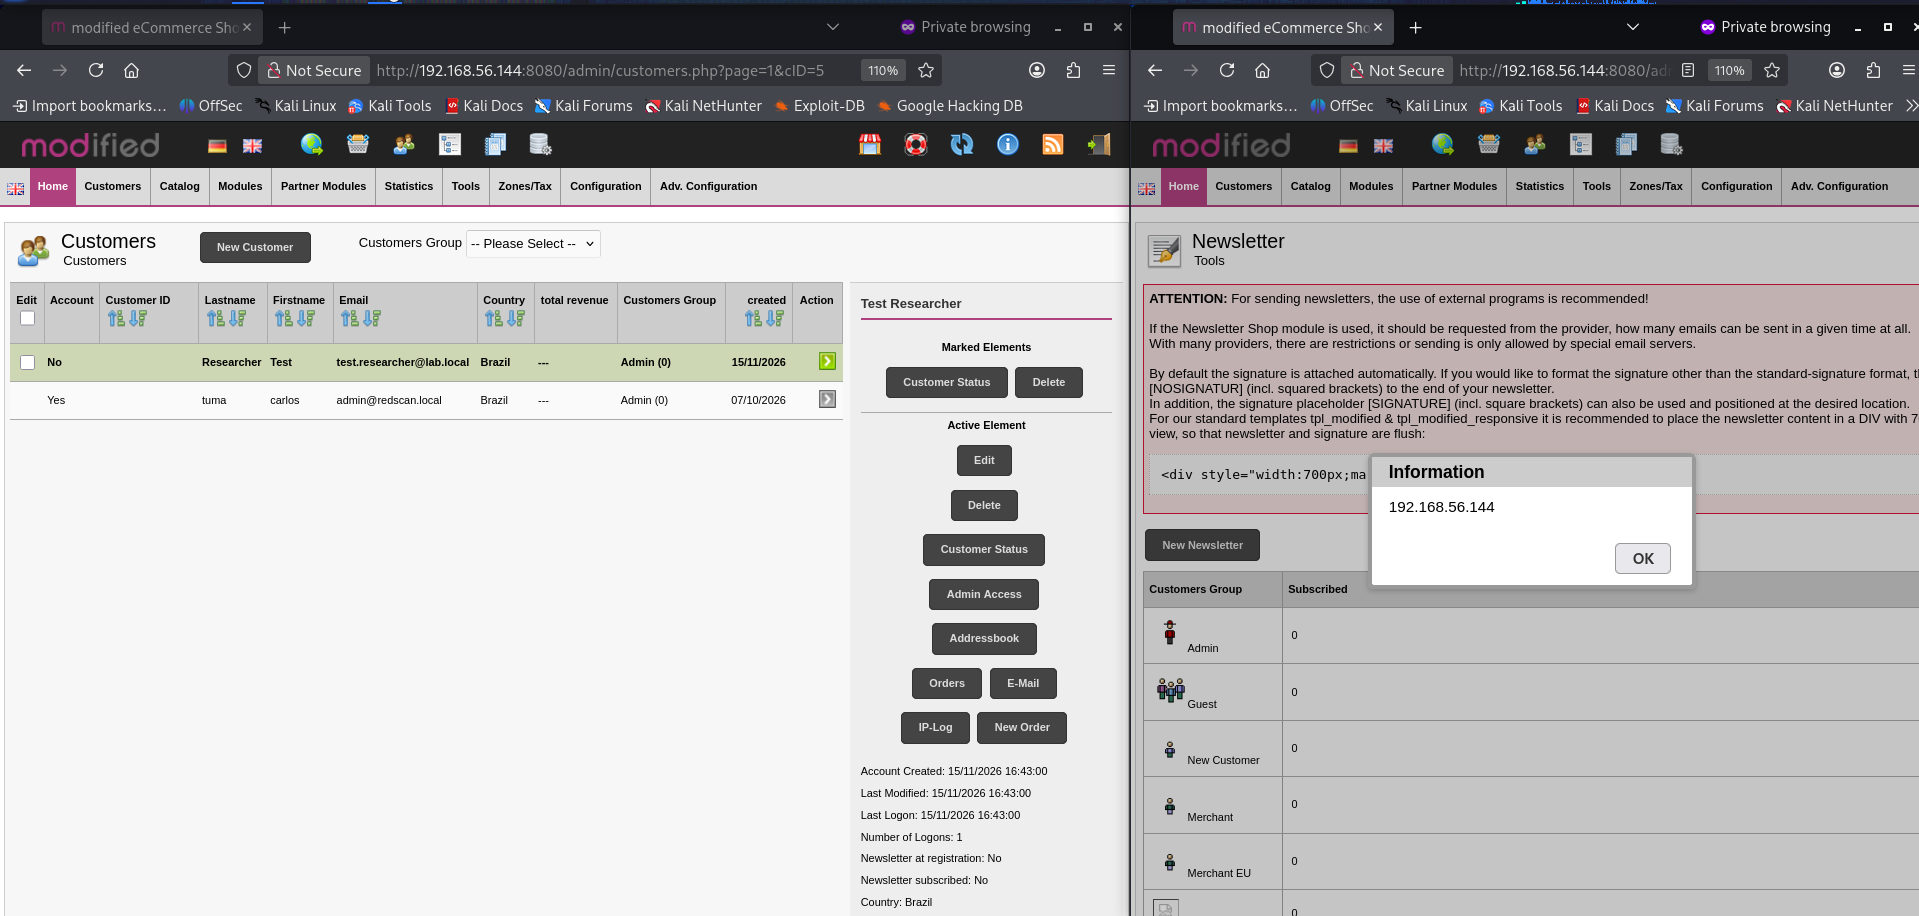 modified eCommerce Sho
Private browsing
Not Secure
http://192.168.56.144:8080/admin/customers.php?page=1&cID=5
110%
Import bookmarks…
OffSec
Kali Linux
Kali Tools
Kali Docs
Kali Forums
Kali NetHunter
Exploit-DB
Google Hacking DB
modified
Home
Customers
Catalog
Modules
Partner Modules
Statistics
Tools
Zones/Tax
Configuration
Adv. Configuration
Customers
Customers
New Customer
Customers Group
-- Please Select --
Edit Account Customer ID Lastname Firstname Email Country total revenue Customers Group created Action
No Researcher Test test.researcher@lab.local Brazil --- Admin (0) 15/11/2026
Yes tuma carlos admin@redscan.local Brazil --- Admin (0) 07/10/2026
Test Researcher
Marked Elements
Customer Status
Delete
Active Element
Edit
Delete
Customer Status
Admin Access
Addressbook
Orders
E-Mail
IP-Log
New Order
Account Created: 15/11/2026 16:43:00
Last Modified: 15/11/2026 16:43:00
Last Logon: 15/11/2026 16:43:00
Number of Logons: 1
Newsletter at registration: No
Newsletter subscribed: No
Country: Brazil
modified eCommerce Sho
Private browsing
Not Secure
http://192.168.56.144:8080/adr
110%
Import bookmarks…
OffSec
Kali Linux
Kali Tools
Kali Docs
Kali Forums
Kali NetHunter
modified
Home
Customers
Catalog
Modules
Partner Modules
Statistics
Tools
Zones/Tax
Configuration
Adv. Configuration
Newsletter
Tools
ATTENTION: For sending newsletters, the use of external programs is recommended!
If the Newsletter Shop module is used, it should be requested from the provider, how many emails can be sent in a given time at all.
With many providers, there are restrictions or sending is only allowed by special email servers.
By default the signature is attached automatically. If you would like to format the signature other than the standard-signature format, t
[NOSIGNATUR] (incl. squared brackets) to the end of your newsletter.
In addition, the signature placeholder [SIGNATURE] (incl. square brackets) can also be used and positioned at the desired location.
For our standard templates tpl_modified & tpl_modified_responsive it is recommended to place the newsletter content in a DIV with 7
view, so that newsletter and signature are flush:
<div style="width:700px;ma
Information
192.168.56.144
OK
New Newsletter
Customers Group Subscribed
Admin 0
Guest 0
New Customer 0
Merchant 0
Merchant EU 0
0